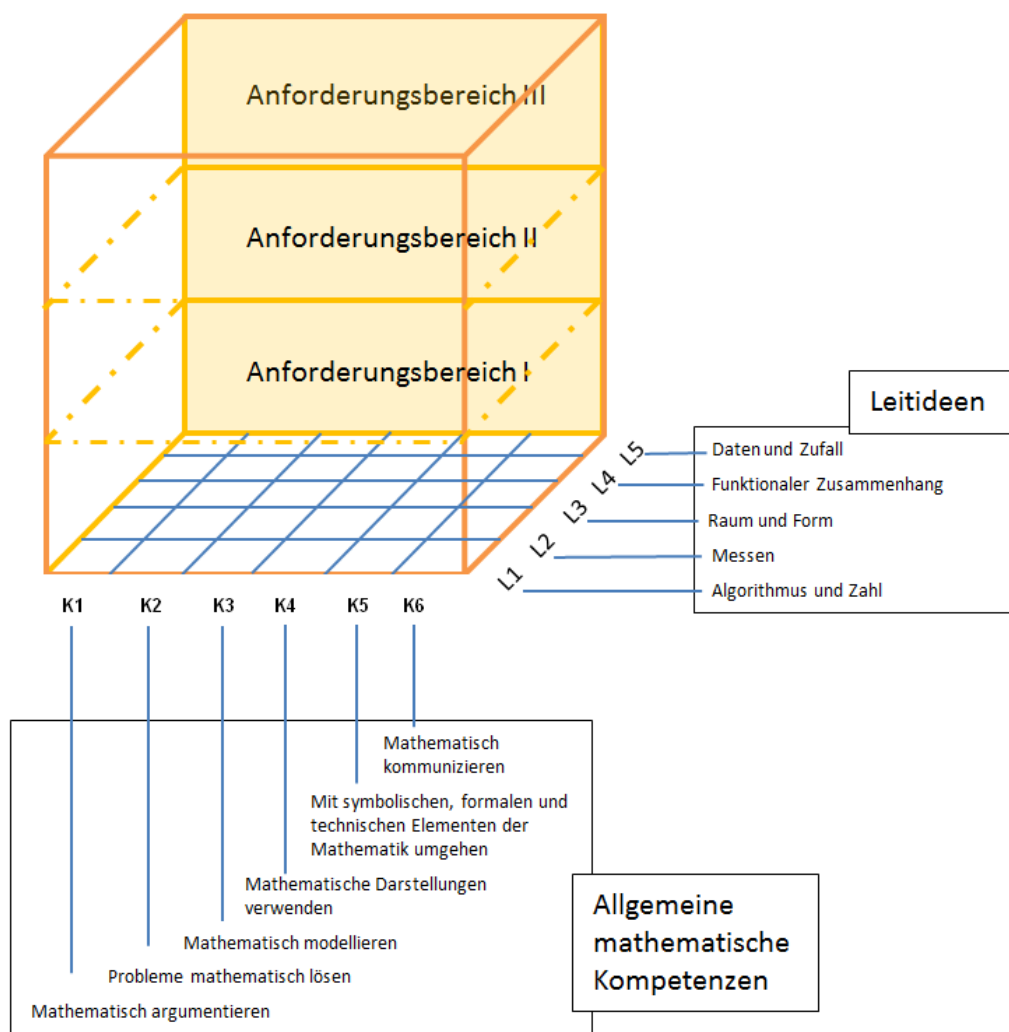 Anforderungsbereich III
Anforderungsbereich II
Anforderungsbereich I
Leitideen
L5
Daten und Zufall
L4
Funktionaler Zusammenhang
L3
Raum und Form
L2
Messen
L1
Algorithmus und Zahl
K1 K2 K3 K4 K5 K6
Mathematisch
kommunizieren
Mit symbolischen, formalen und
technischen Elementen der
Mathematik umgehen
Mathematische Darstellungen
verwenden
Mathematisch modellieren
Probleme mathematisch lösen
Mathematisch argumentieren
Allgemeine
mathematische
Kompetenzen